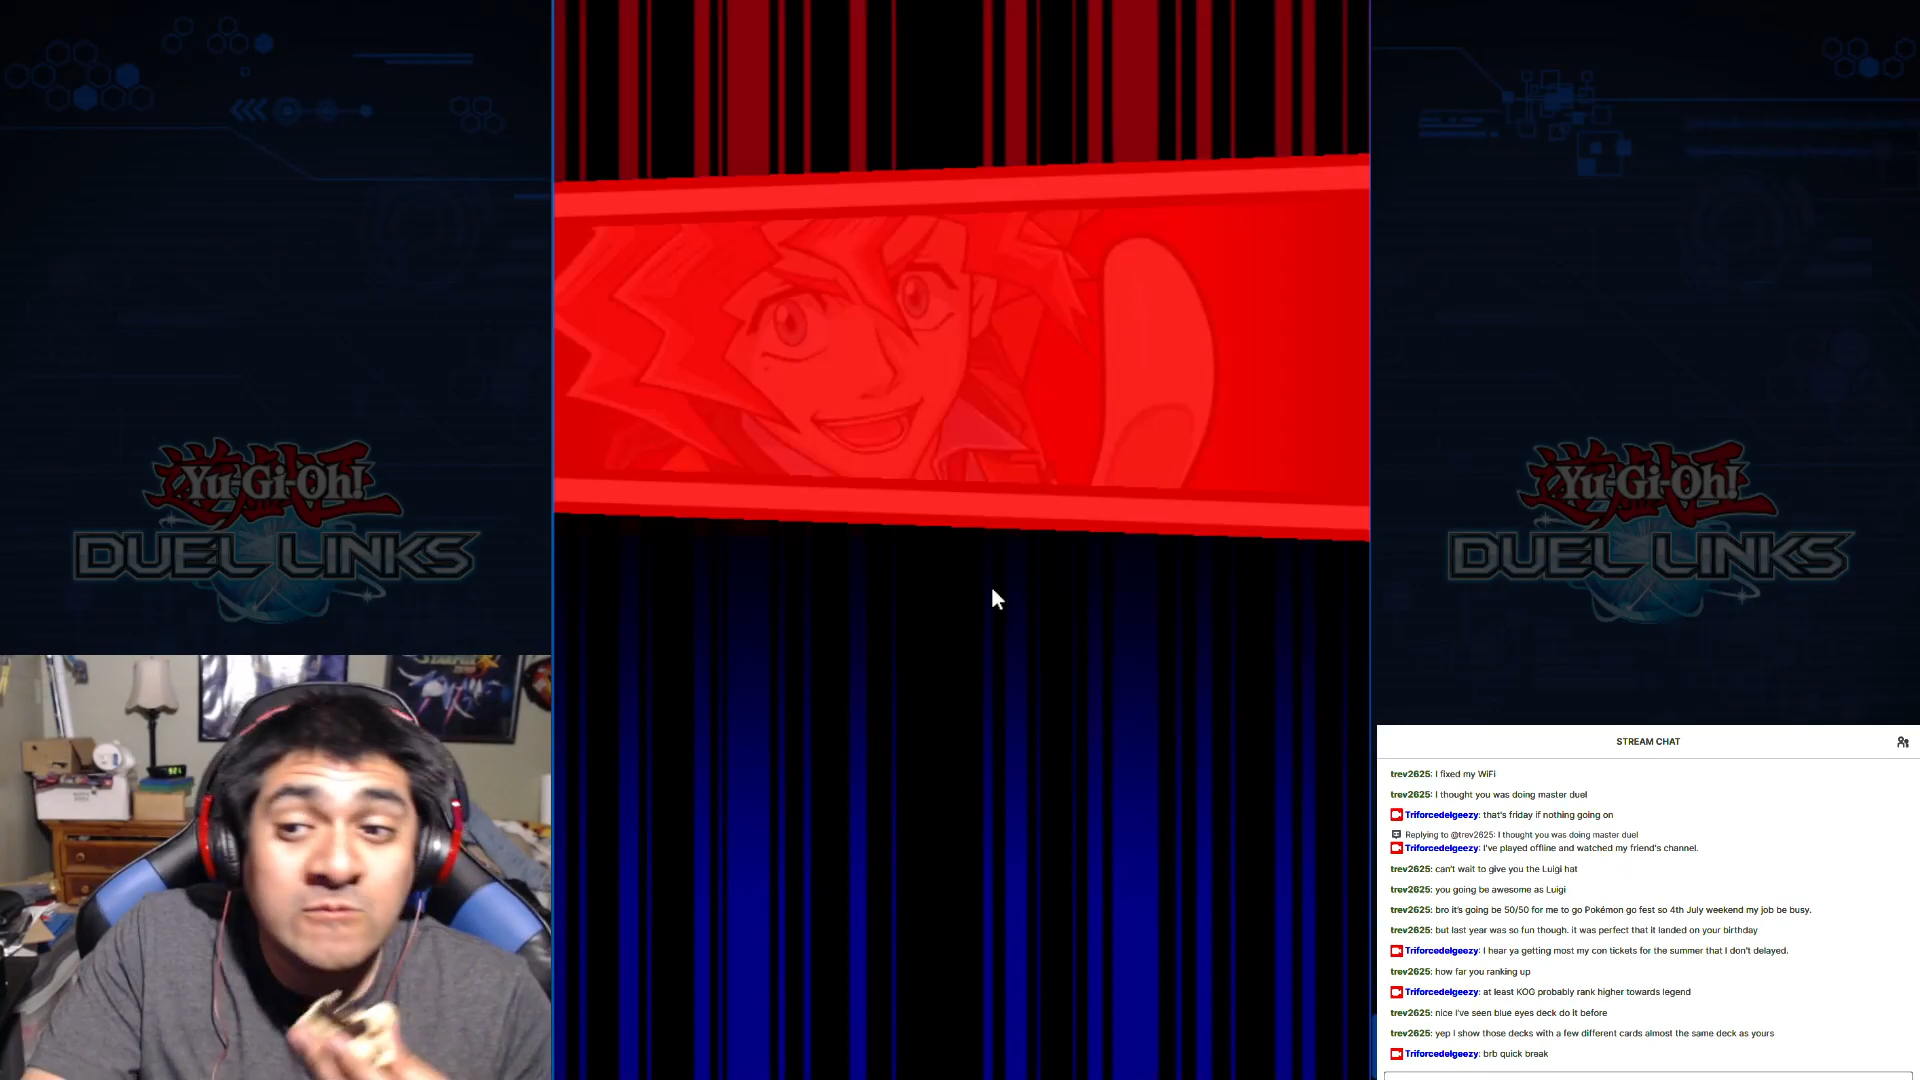 遊戯王
Yu-Gi-Oh!
DUEL LINKS
遊戯王
Yu-Gi-Oh!
DUEL LINKS
STARFOX
STREAM CHAT
trev2625: I fixed my WiFi
trev2625: I thought you was doing master duel
Triforcedelgeezy: that's friday if nothing going on
Replying to @trev2625: I thought you was doing master duel
Triforcedelgeezy: I've played offline and watched my friend's channel.
trev2625: can't wait to give you the Luigi hat
trev2625: you going be awesome as Luigi
trev2625: bro it's going be 50/50 for me to go Pokémon go fest so 4th July weekend my job be busy.
trev2625: but last year was so fun though. it was perfect that it landed on your birthday
Triforcedelgeezy: I hear ya getting most my con tickets for the summer that I don't delayed.
trev2625: how far you ranking up
Triforcedelgeezy: at least KOG probably rank higher towards legend
trev2625: nice I've seen blue eyes deck do it before
trev2625: yep I show those decks with a few different cards almost the same deck as yours
Triforcedelgeezy: brb quick break